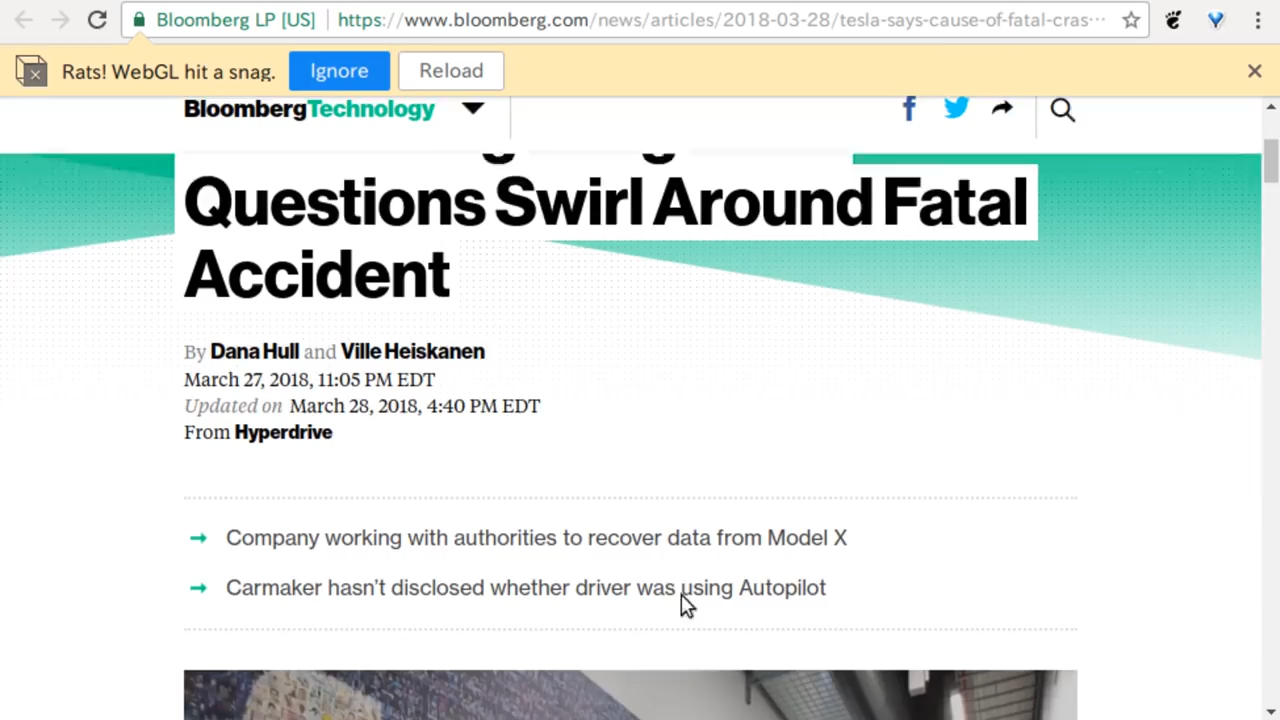 Bloomberg LP [US] https://www.bloomberg.com/news/articles/2018-03-28/tesla-says-cause-of-fatal-cras…
Rats! WebGL hit a snag. Ignore Reload
BloombergTechnology
Questions Swirl Around Fatal
Accident
By Dana Hull and Ville Heiskanen
March 27, 2018, 11:05 PM EDT
Updated on March 28, 2018, 4:40 PM EDT
From Hyperdrive
Company working with authorities to recover data from Model X
Carmaker hasn't disclosed whether driver was using Autopilot